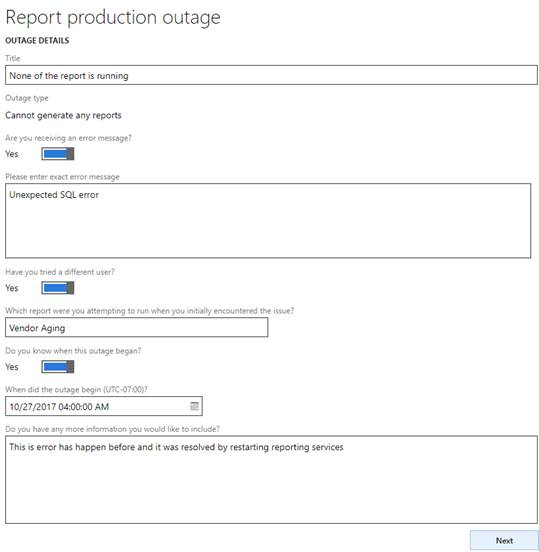 Report production outage
OUTAGE DETAILS
Title
None of the report is running
Outage type
Cannot generate any reports
Are you receiving an error message?
Yes
Please enter exact error message
Unexpected SQL error
Have you tried a different user?
Yes
Which report were you attempting to run when you initially encountered the issue?
Vendor Aging
Do you know when this outage began?
Yes
When did the outage begin (UTC-07:00)?
10/27/2017 04:00:00 AM
Do you have any more information you would like to include?
This is error has happen before and it was resolved by restarting reporting services
Next